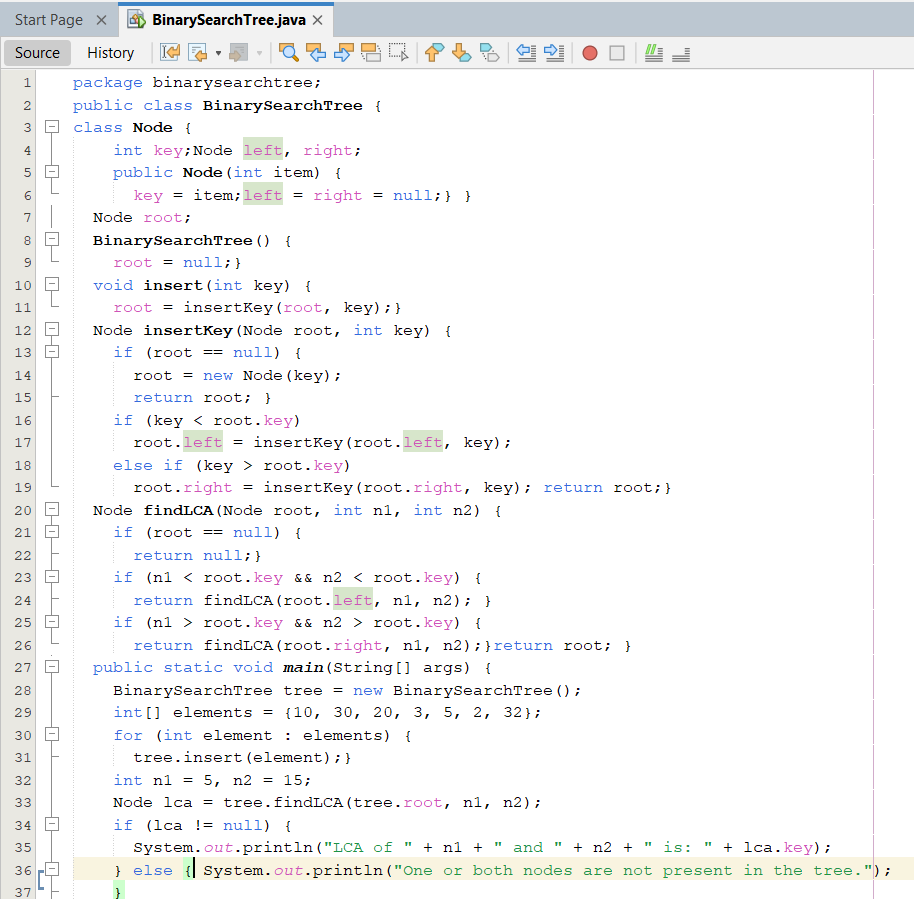 Start Page
BinarySearchTree.java
Source History
1 package binarysearchtree;
2 public class BinarySearchTree {
3 class Node {
4 int key;Node left, right;
5 public Node(int item) {
6 key = item;left = right = null;} }
7 Node root;
8 BinarySearchTree() {
9 root = null;}
10 void insert(int key) {
11 root = insertKey(root, key);}
12 Node insertKey(Node root, int key) {
13 if (root == null) {
14 root = new Node(key);
15 return root; }
16 if (key < root.key)
17 root.left = insertKey(root.left, key);
18 else if (key > root.key)
19 root.right = insertKey(root.right, key); return root;}
20 Node findLCA(Node root, int n1, int n2) {
21 if (root == null) {
22 return null;}
23 if (n1 < root.key && n2 < root.key) {
24 return findLCA(root.left, n1, n2); }
25 if (n1 > root.key && n2 > root.key) {
26 return findLCA(root.right, n1, n2);}return root; }
27 public static void main(String[] args) {
28 BinarySearchTree tree = new BinarySearchTree();
29 int[] elements = {10, 30, 20, 3, 5, 2, 32};
30 for (int element : elements) {
31 tree.insert(element);}
32 int n1 = 5, n2 = 15;
33 Node lca = tree.findLCA(tree.root, n1, n2);
34 if (lca != null) {
35 System.out.println("LCA of " + n1 + " and " + n2 + " is: " + lca.key);
36 } else { System.out.println("One or both nodes are not present in the tree.");
37 }